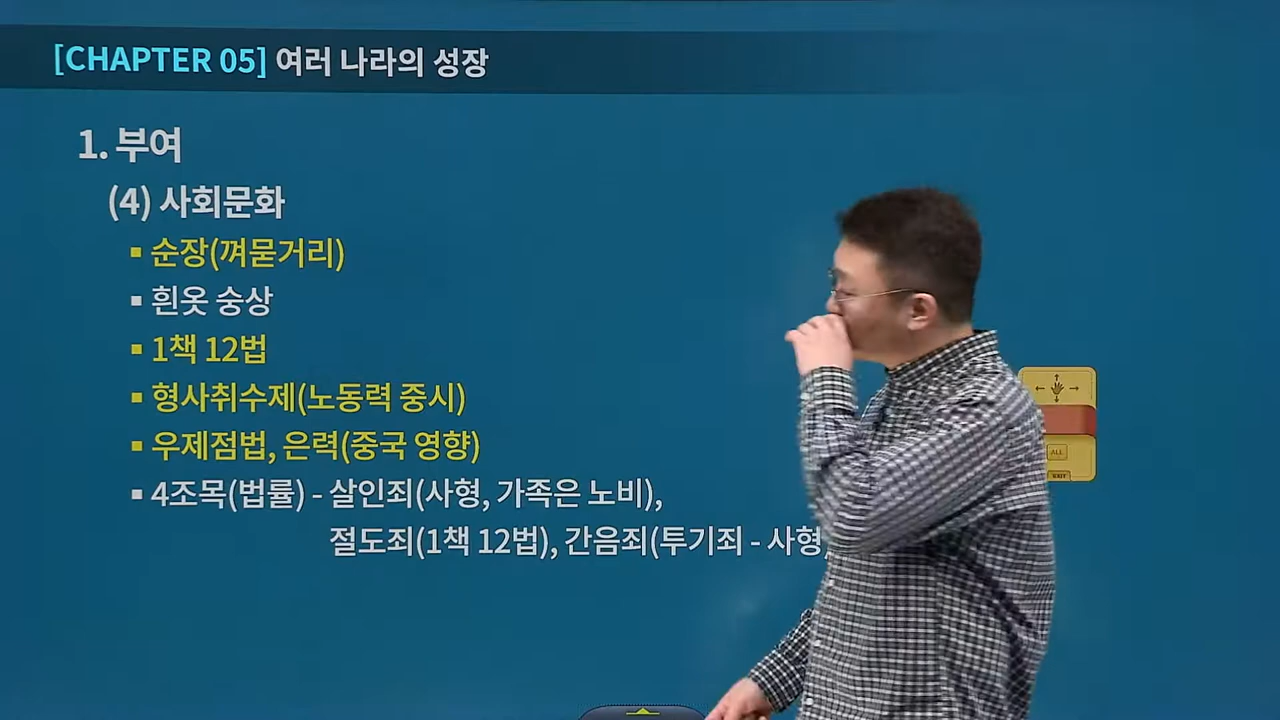 [CHAPTER 05] 여러 나라의 성장
1. 부여
(4) 사회문화
▪ 순장(껴묻거리)
▪ 흰옷 숭상
▪ 1책 12법
▪ 형사취수제(노동력 중시)
▪ 우제점법, 은력(중국 영향)
▪ 4조목(법률) - 살인죄(사형, 가족은 노비),
절도죄(1책 12법), 간음죄(투기죄 - 사형
ALL
EXIT